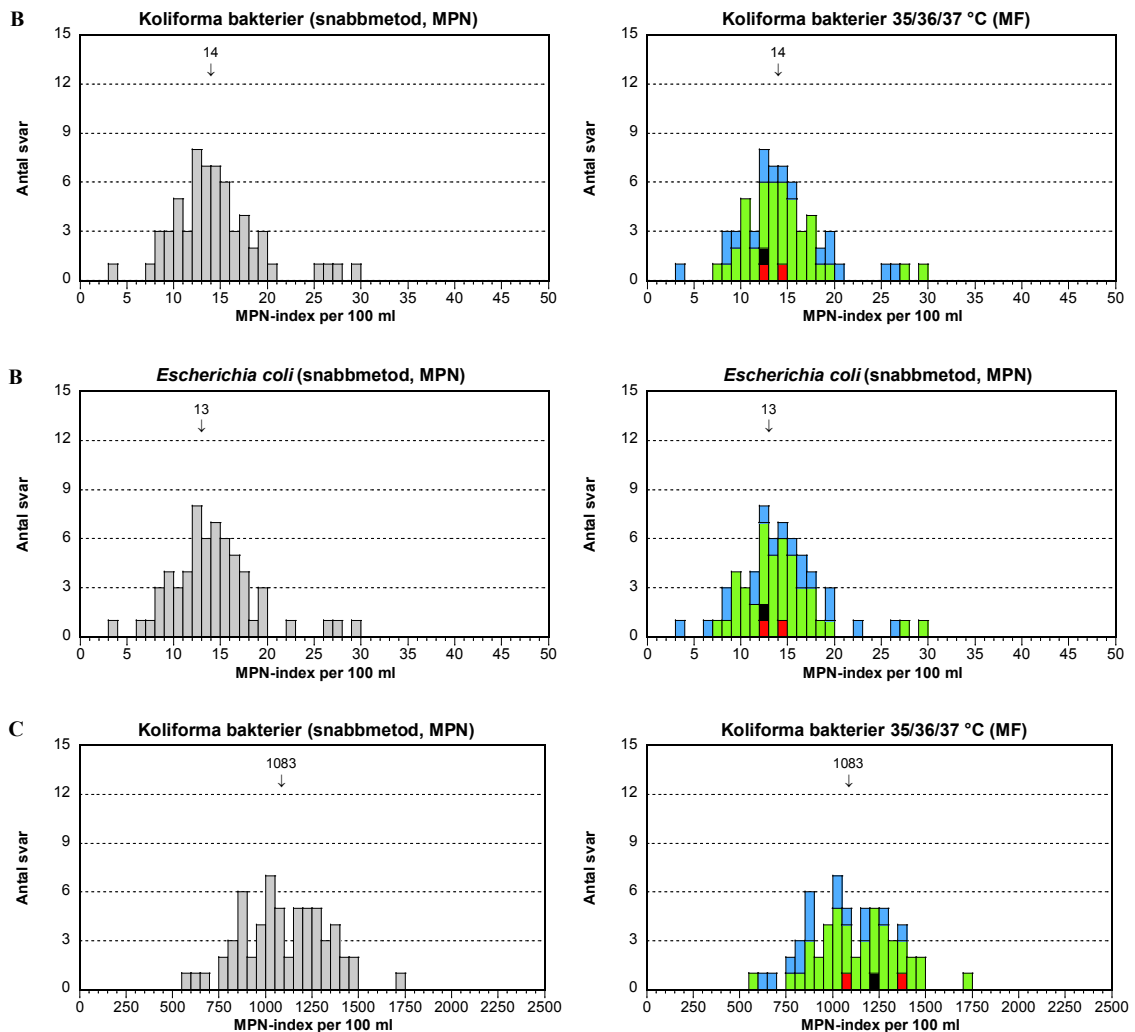 B
Koliforma bakterier (snabbmetod, MPN)
15
12
9
6
3
0
Antal svar
14
↓
0 5 10 15 20 25 30 35 40 45 50
MPN-index per 100 ml
Koliforma bakterier 35/36/37 °C (MF)
15
12
9
6
3
0
Antal svar
14
↓
0 5 10 15 20 25 30 35 40 45 50
MPN-index per 100 ml
B
Escherichia coli (snabbmetod, MPN)
15
12
9
6
3
0
Antal svar
13
↓
0 5 10 15 20 25 30 35 40 45 50
MPN-index per 100 ml
Escherichia coli (snabbmetod, MPN)
15
12
9
6
3
0
Antal svar
13
↓
0 5 10 15 20 25 30 35 40 45 50
MPN-index per 100 ml
C
Koliforma bakterier (snabbmetod, MPN)
15
12
9
6
3
0
Antal svar
1083
↓
0 250 500 750 1000 1250 1500 1750 2000 2250 2500
MPN-index per 100 ml
Koliforma bakterier 35/36/37 °C (MF)
15
12
9
6
3
0
Antal svar
1083
↓
0 250 500 750 1000 1250 1500 1750 2000 2250 2500
MPN-index per 100 ml